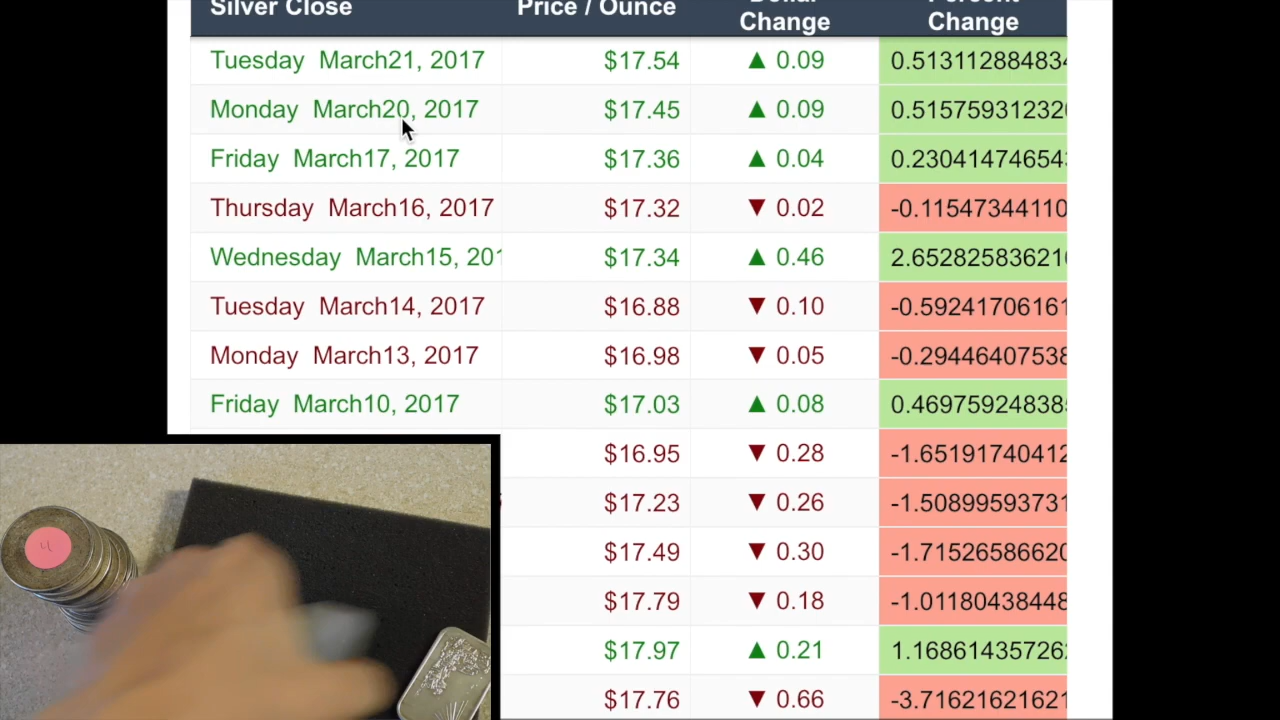 Silver Close Price / Ounce Dollar Change Percent Change
Tuesday March21, 2017 $17.54 ▲ 0.09 0.513112884834
Monday March20, 2017 $17.45 ▲ 0.09 0.51575931232
Friday March17, 2017 $17.36 ▲ 0.04 0.230414746543
Thursday March16, 2017 $17.32 ▼ 0.02 -0.11547344110
Wednesday March15, 201 $17.34 ▲ 0.46 2.65282583621
Tuesday March14, 2017 $16.88 ▼ 0.10 -0.59241706161
Monday March13, 2017 $16.98 ▼ 0.05 -0.29446407538
Friday March10, 2017 $17.03 ▲ 0.08 0.46975924838
$16.95 ▼ 0.28 -1.65191740412
$17.23 ▼ 0.26 -1.50899593731
$17.49 ▼ 0.30 -1.71526586620
$17.79 ▼ 0.18 -1.01180438448
$17.97 ▲ 0.21 1.16861435726
$17.76 ▼ 0.66 -3.71621621621